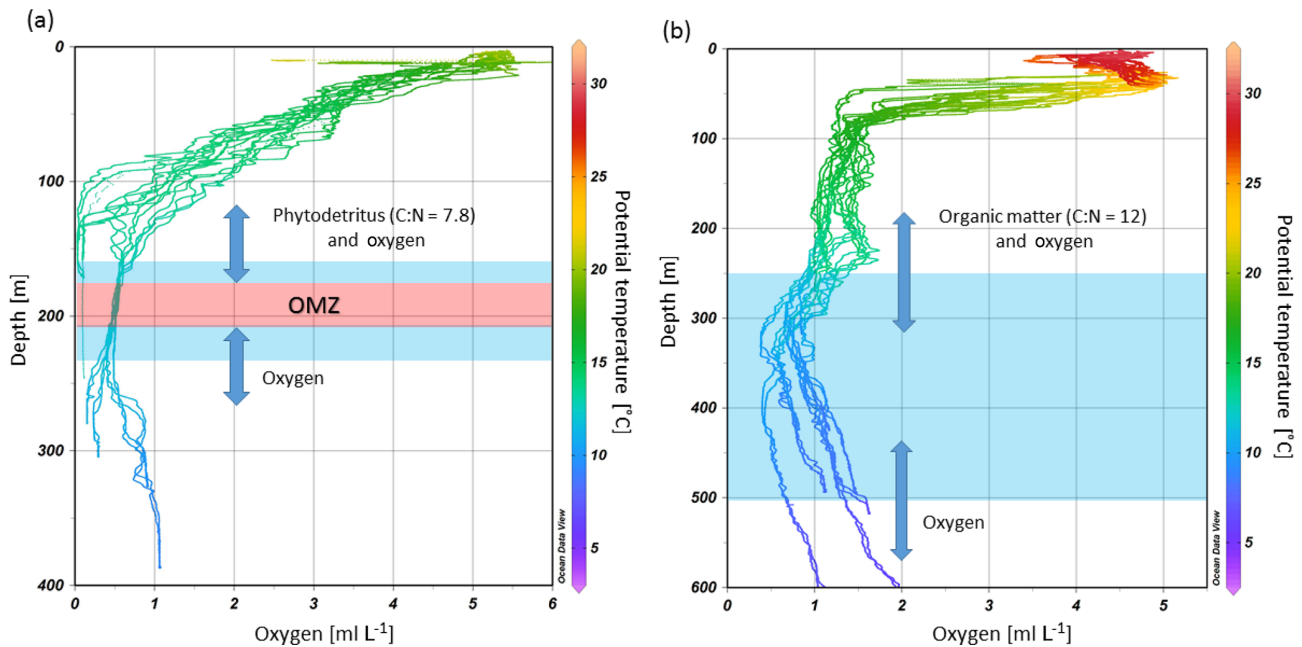 (a)
0
100
200
300
400
Depth [m]
0 1 2 3 4 5 6
Oxygen [ml L⁻¹]
Phytodetritus (C:N = 7.8)
and oxygen
OMZ
Oxygen
30
25
20
15
10
5
Potential temperature [°C]
Ocean Data View
(b)
0
100
200
300
400
500
600
Depth [m]
0 1 2 3 4 5
Oxygen [ml L⁻¹]
Organic matter (C:N = 12)
and oxygen
Oxygen
30
25
20
15
10
5
Potential temperature [°C]
Ocean Data View